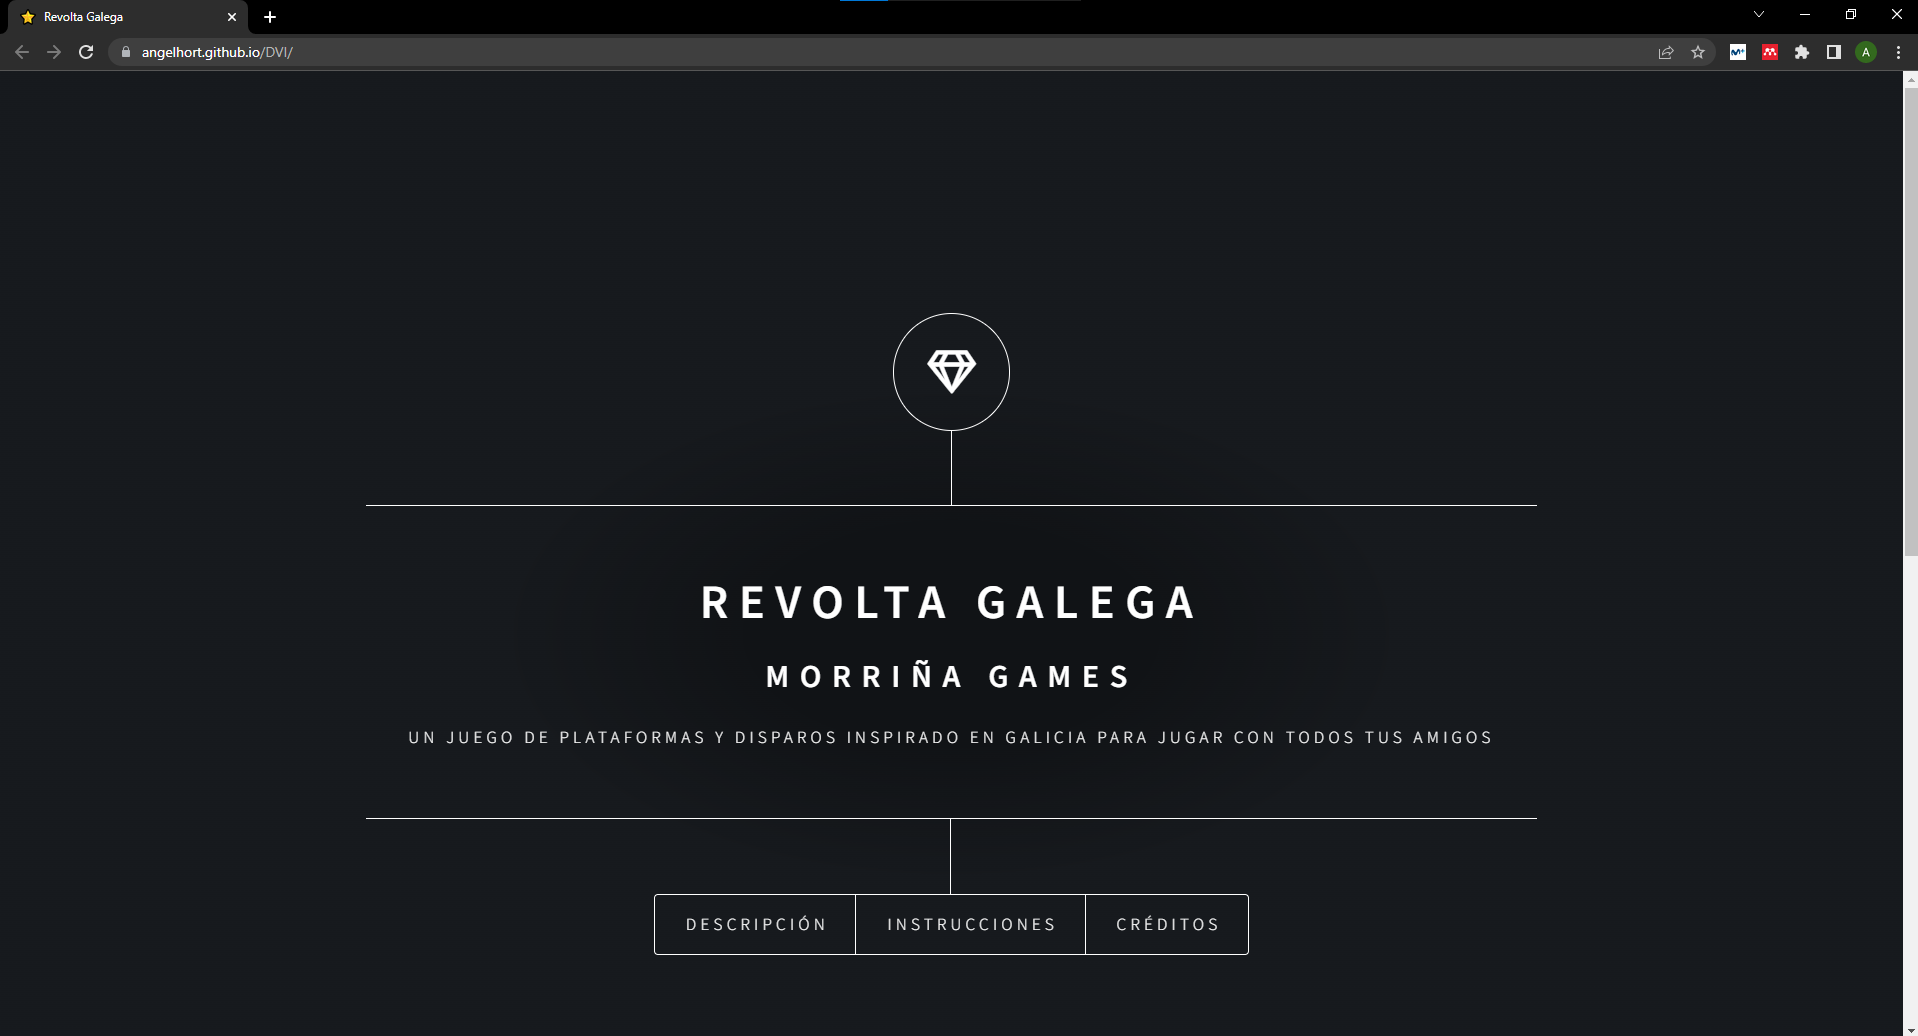 Revolta Galega
angelhort.github.io/DVI/
A
REVOLTA GALEGA
MORRIÑA GAMES
UN JUEGO DE PLATAFORMAS Y DISPAROS INSPIRADO EN GALICIA PARA JUGAR CON TODOS TUS AMIGOS
DESCRIPCIÓN
INSTRUCCIONES
CRÉDITOS